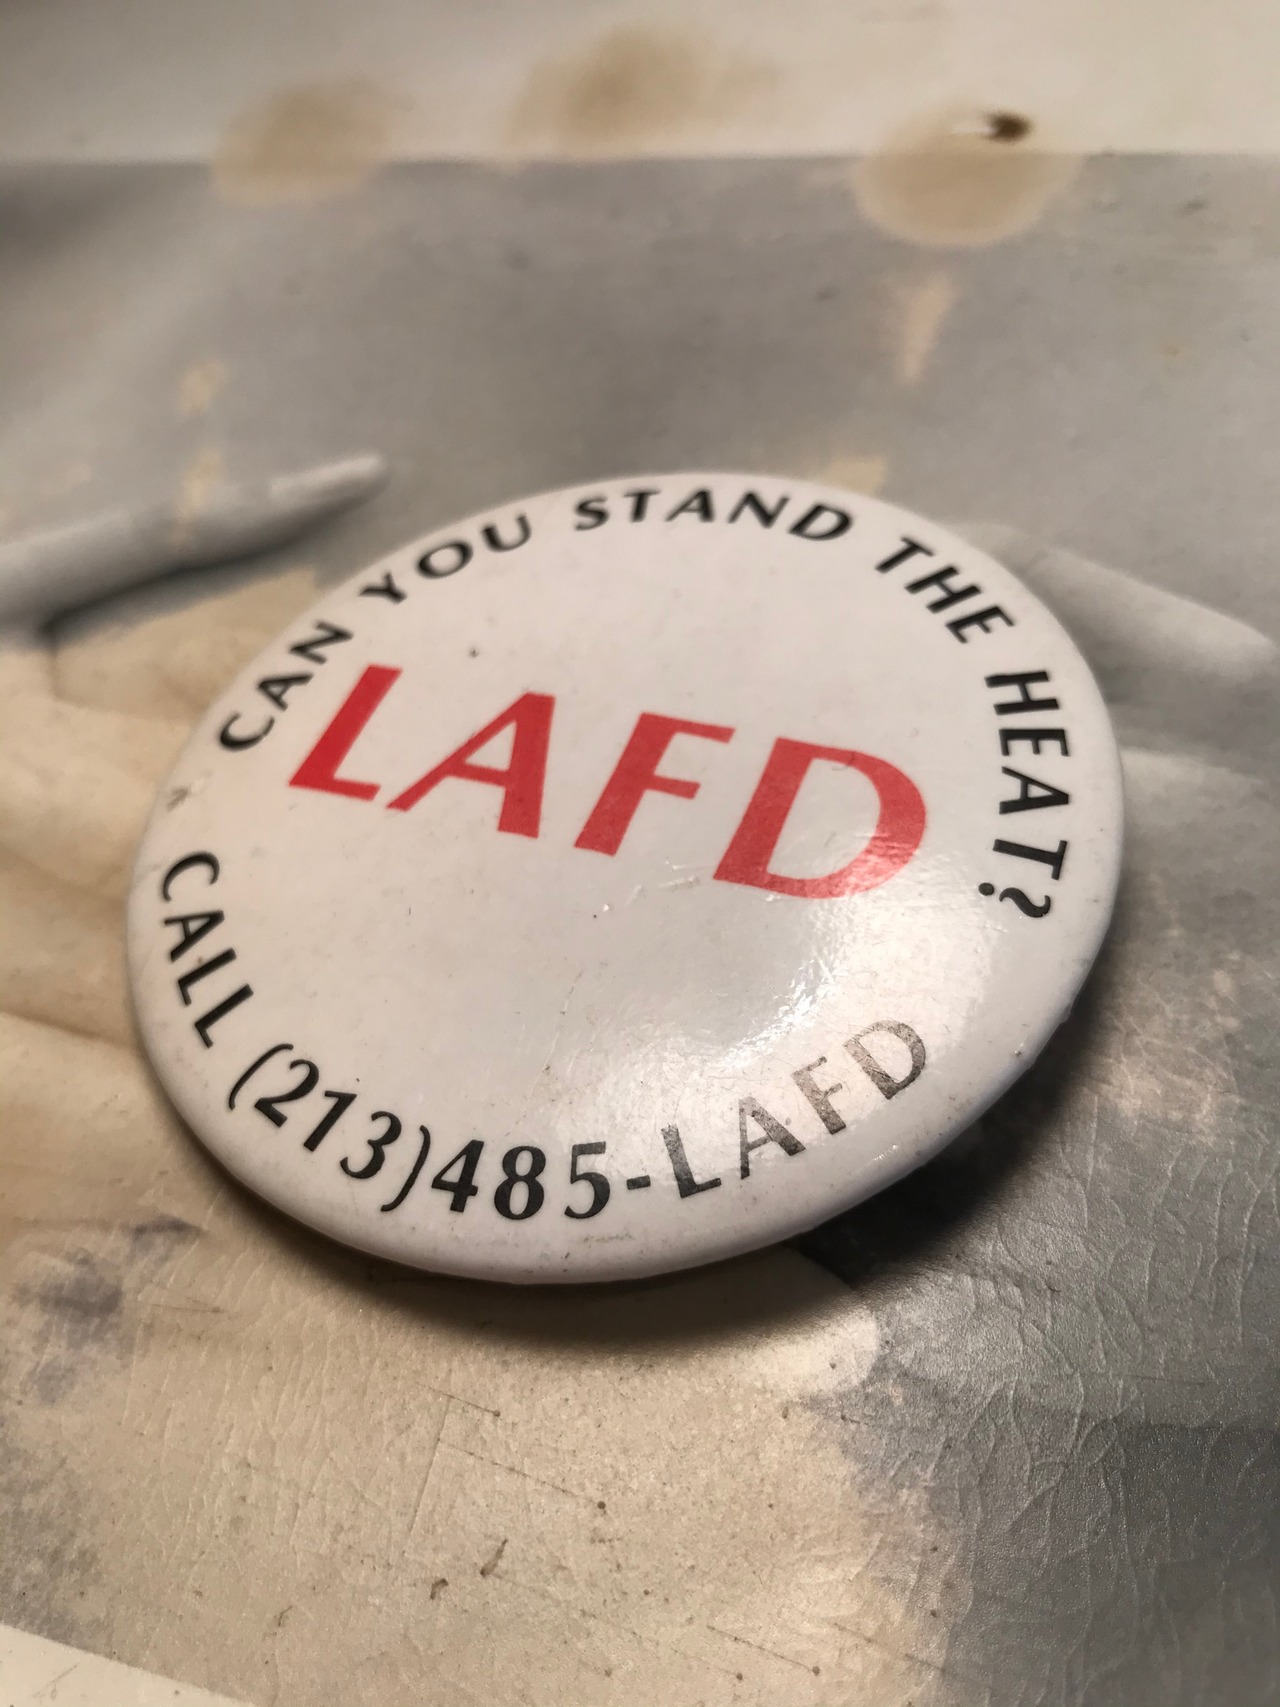 CAN YOU STAND THE HEAT?
LAFD
CALL (213)485-LAFD